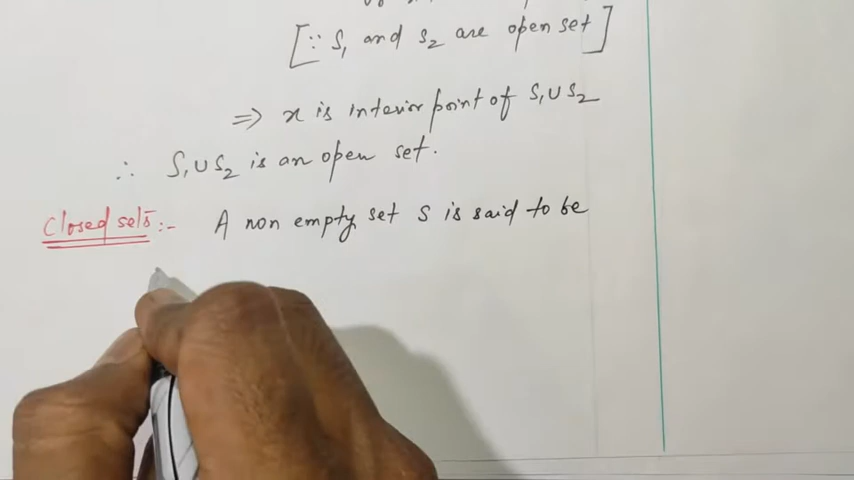 [∵ S₁ and S₂ are open set]
⇒ x is interior point of S₁∪S₂
∴ S₁∪S₂ is an open set.
Closed sets:- A non empty set S is said to be